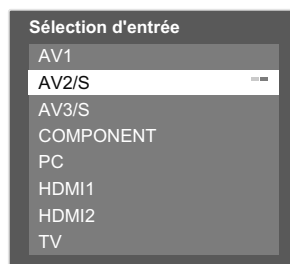 Sélection d'entrée
AV1
AV2/S
AV3/S
COMPONENT
PC
HDMI1
HDMI2
TV